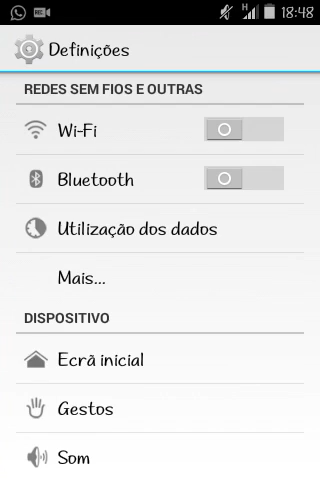 REC H 18:48
Definições
REDES SEM FIOS E OUTRAS
Wi-Fi
Bluetooth
Utilização dos dados
Mais...
DISPOSITIVO
Ecrã inicial
Gestos
Som